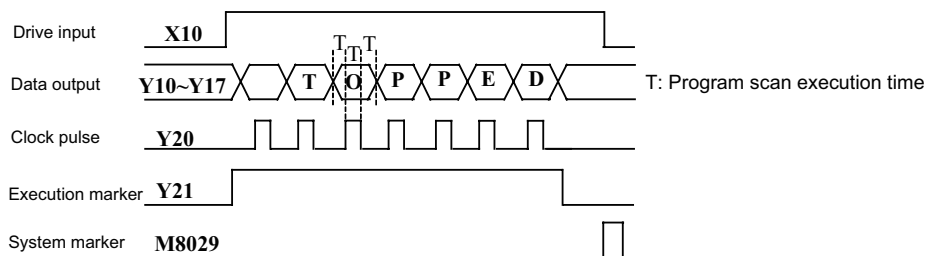 Drive input X10
T T T
Data output Y10~Y17 T O P P E D T: Program scan execution time
Clock pulse Y20
Execution marker Y21
System marker M8029